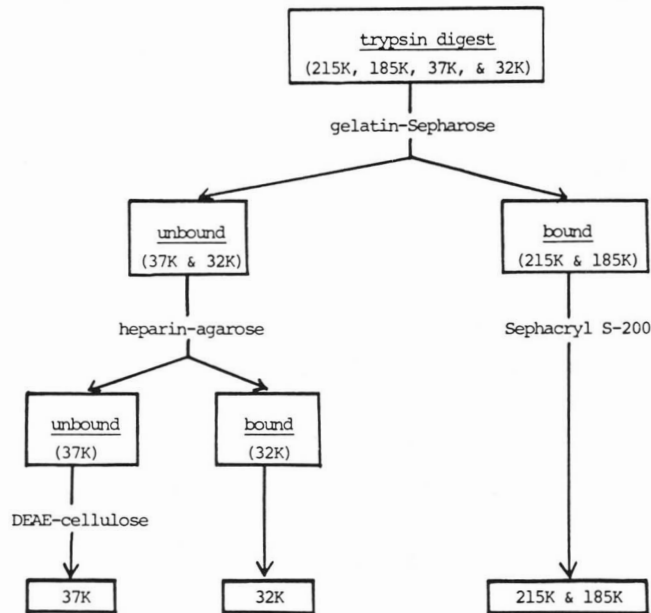 trypsin digest
(215K, 185K, 37K, & 32K)
gelatin-Sepharose
unbound
(37K & 32K)
bound
(215K & 185K)
heparin-agarose
Sephacryl S-200
unbound
(37K)
bound
(32K)
DEAE-cellulose
37K
32K
215K & 185K